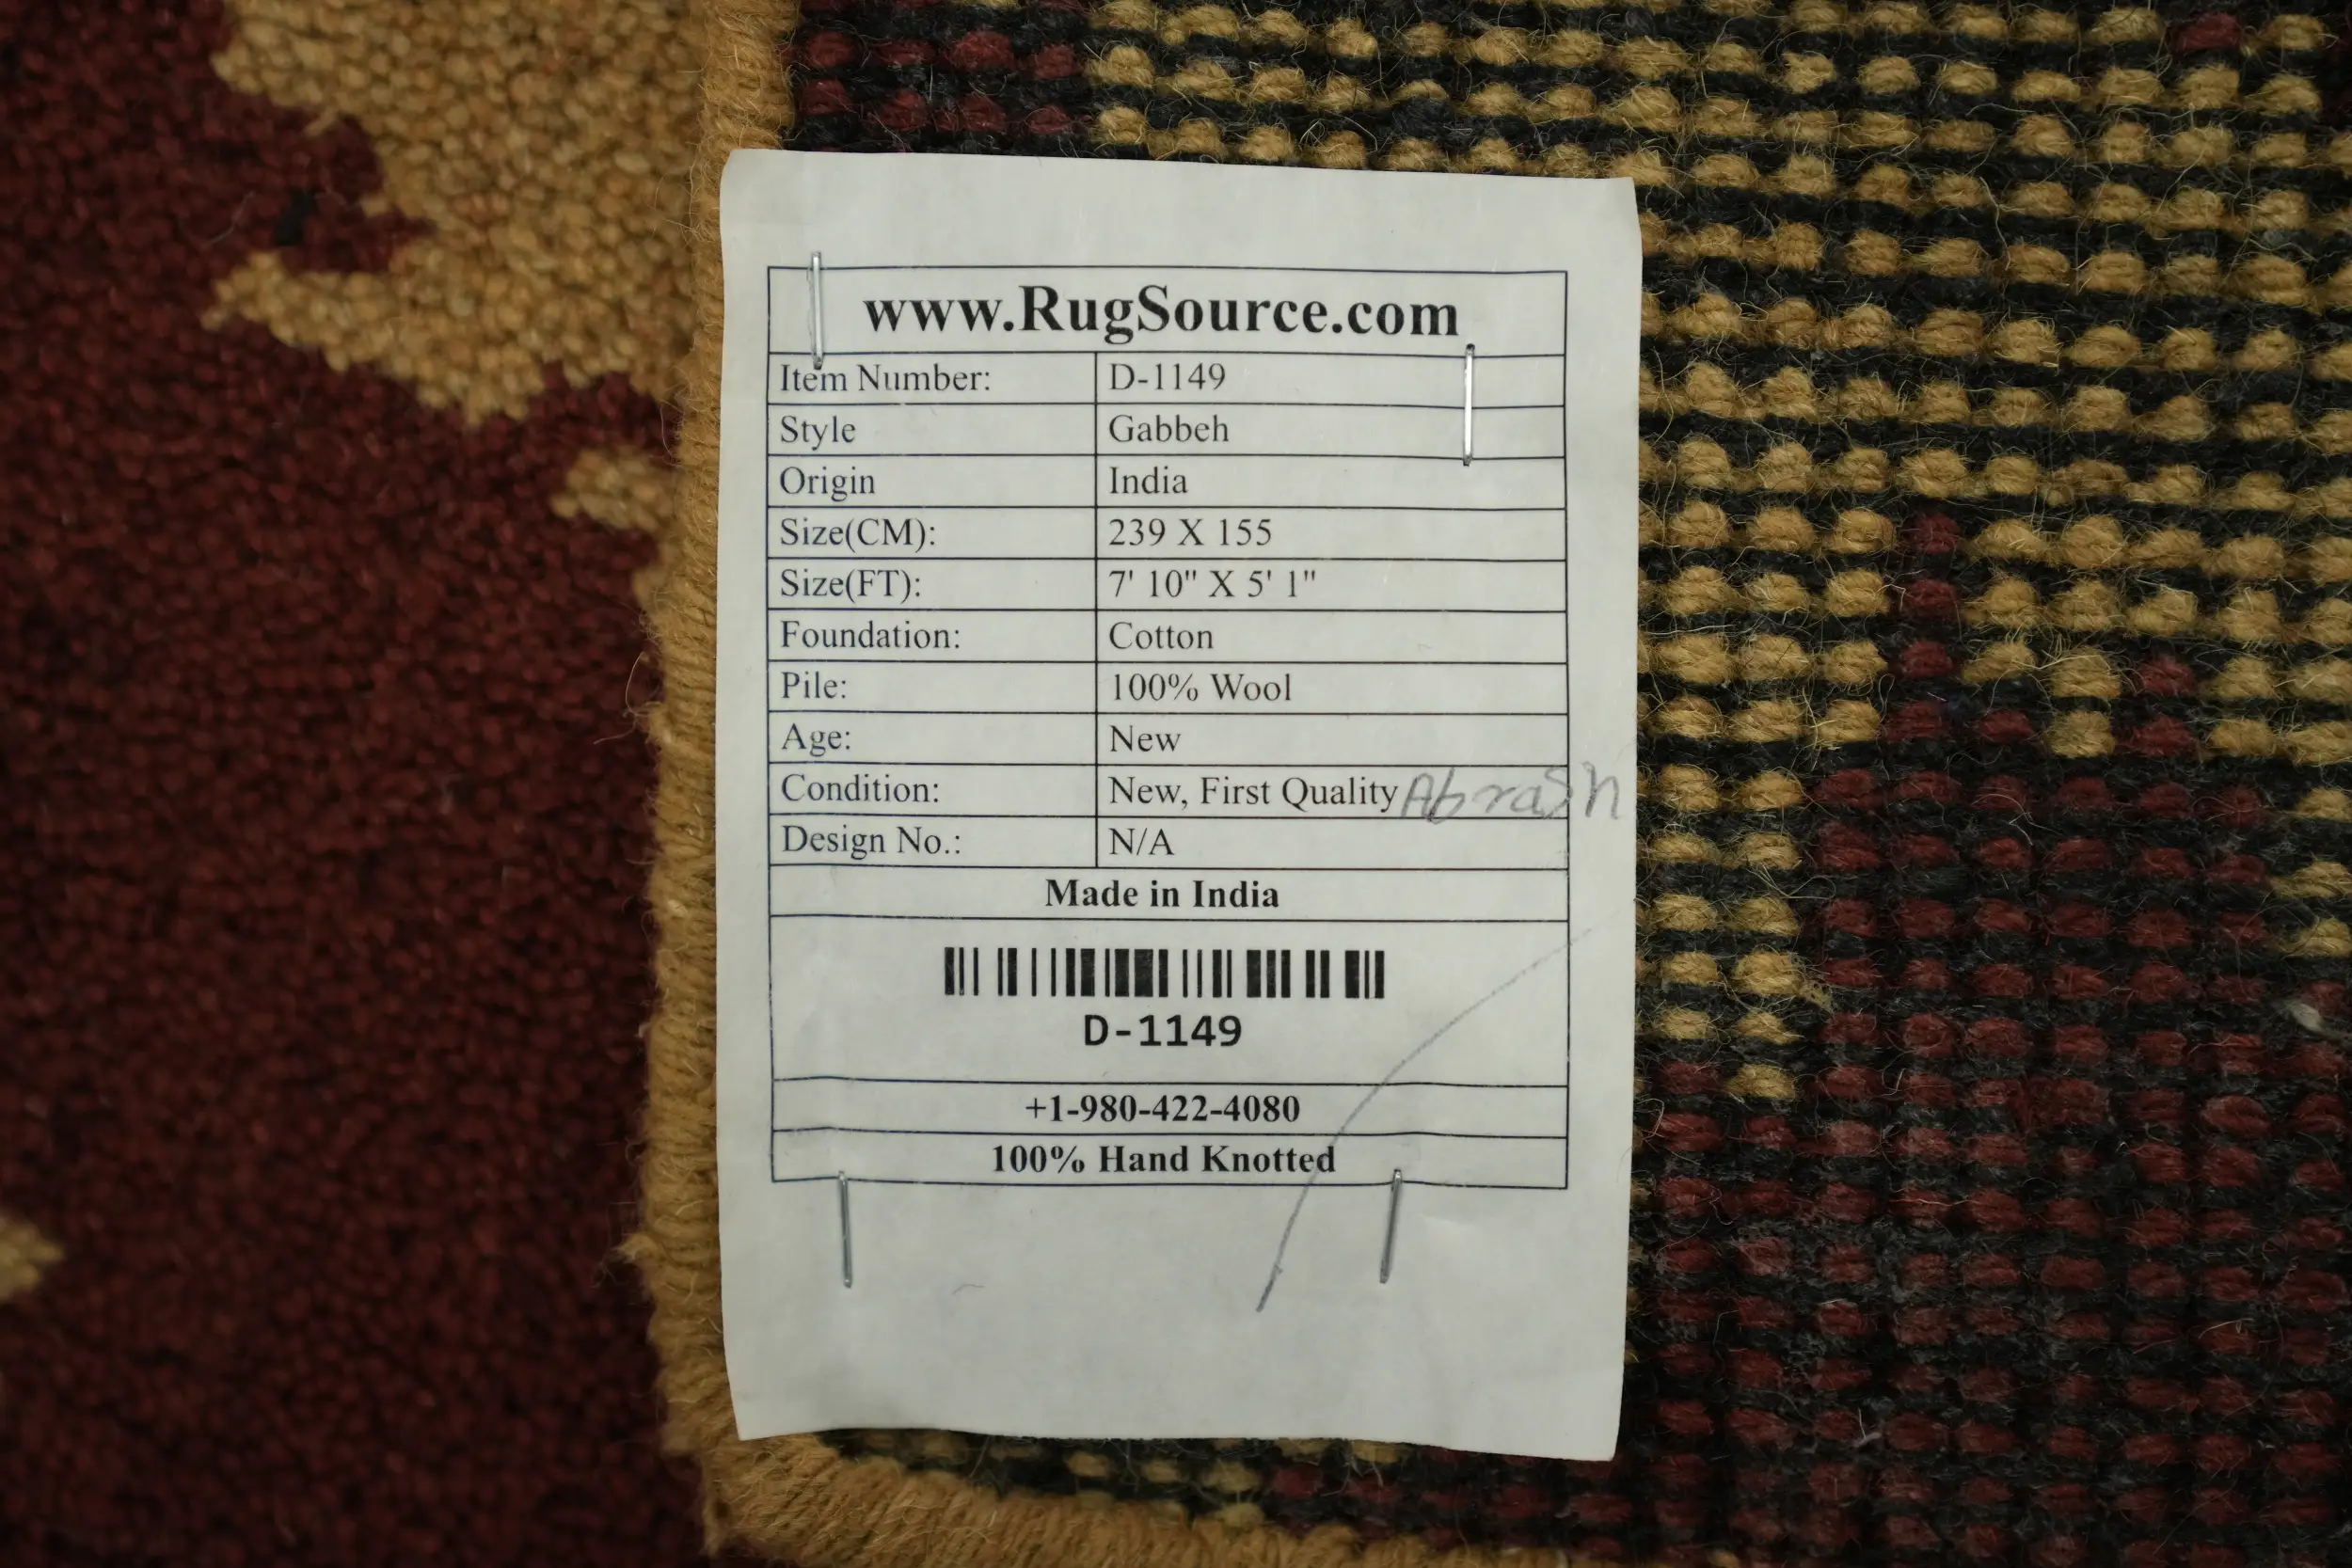 www.RugSource.com
Item Number: D-1149
Style Gabbeh
Origin India
Size(CM): 239 X 155
Size(FT): 7' 10" X 5' 1"
Foundation: Cotton
Pile: 100% Wool
Age: New
Condition: New, First Quality Abrash
Design No.: N/A
Made in India
D-1149
+1-980-422-4080
100% Hand Knotted